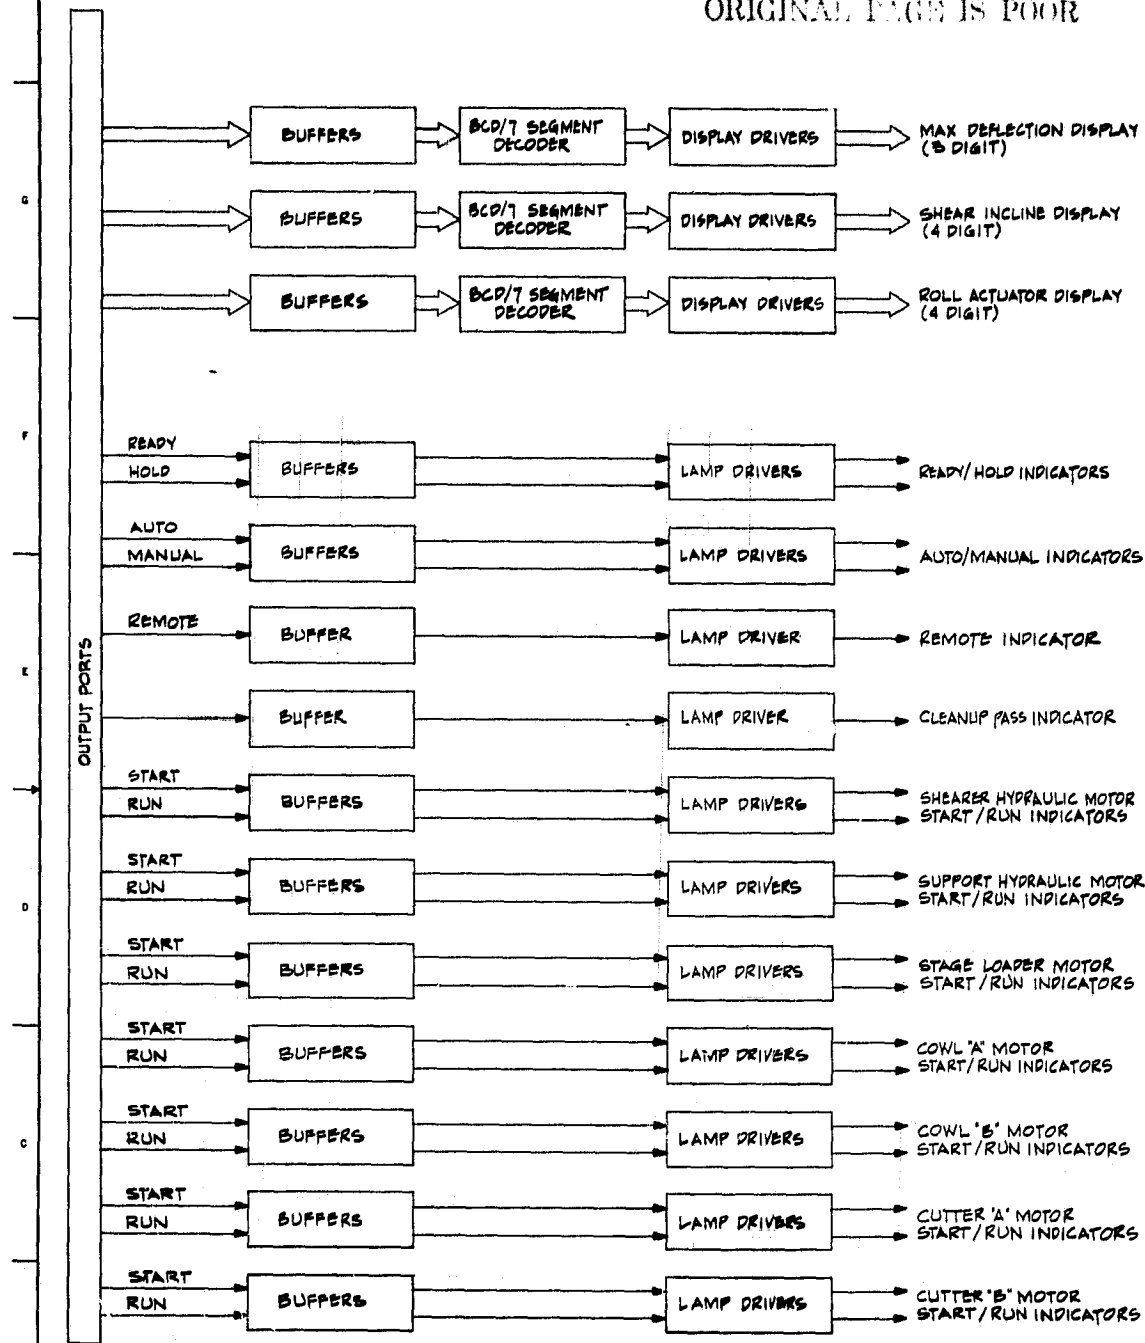 ORIGINAL PAGE IS POOR
BUFFERS
BCD/7 SEGMENT
DECODER
DISPLAY DRIVERS
MAX DEFLECTION DISPLAY
(3 DIGIT)
G
BUFFERS
BCD/7 SEGMENT
DECODER
DISPLAY DRIVERS
SHEAR INCLINE DISPLAY
(4 DIGIT)
BUFFERS
BCD/7 SEGMENT
DECODER
DISPLAY DRIVERS
ROLL ACTUATOR DISPLAY
(4 DIGIT)
F
READY
HOLD
BUFFERS
LAMP DRIVERS
READY/HOLD INDICATORS
AUTO
MANUAL
BUFFERS
LAMP DRIVERS
AUTO/MANUAL INDICATORS
REMOTE
BUFFER
LAMP DRIVER
REMOTE INDICATOR
E
OUTPUT PORTS
BUFFER
LAMP DRIVER
CLEANUP PASS INDICATOR
START
RUN
BUFFERS
LAMP DRIVERS
SHEARER HYDRAULIC MOTOR
START/RUN INDICATORS
START
RUN
BUFFERS
LAMP DRIVERS
SUPPORT HYDRAULIC MOTOR
START/RUN INDICATORS
D
START
RUN
BUFFERS
LAMP DRIVERS
STAGE LOADER MOTOR
START/RUN INDICATORS
START
RUN
BUFFERS
LAMP DRIVERS
COWL "A" MOTOR
START/RUN INDICATORS
C
START
RUN
BUFFERS
LAMP DRIVERS
COWL "B" MOTOR
START/RUN INDICATORS
START
RUN
BUFFERS
LAMP DRIVERS
CUTTER "A" MOTOR
START/RUN INDICATORS
START
RUN
BUFFERS
LAMP DRIVERS
CUTTER "B" MOTOR
START/RUN INDICATORS